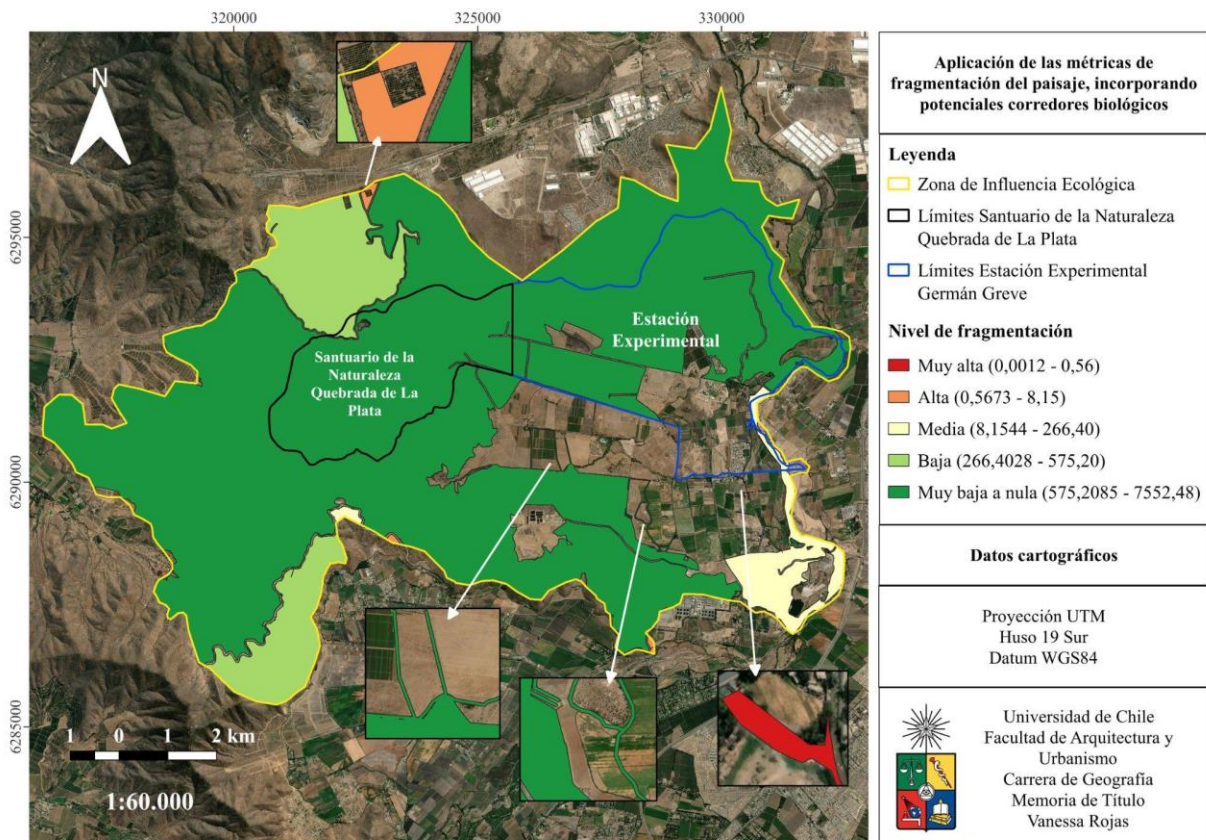 320000
325000
330000
6295000
6290000
6285000
N
Santuario de la
Naturaleza
Quebrada de La
Plata
Estación
Experimental
1 0 1 2 km
1:60.000
Aplicación de las métricas de
fragmentación del paisaje, incorporando
potenciales corredores biológicos
Leyenda
Zona de Influencia Ecológica
Límites Santuario de la Naturaleza
Quebrada de La Plata
Límites Estación Experimental
Germán Greve
Nivel de fragmentación
Muy alta (0,0012 - 0,56)
Alta (0,5673 - 8,15)
Media (8,1544 - 266,40)
Baja (266,4028 - 575,20)
Muy baja a nula (575,2085 - 7552,48)
Datos cartográficos
Proyección UTM
Huso 19 Sur
Datum WGS84
Universidad de Chile
Facultad de Arquitectura y
Urbanismo
Carrera de Geografía
Memoria de Título
Vanessa Rojas